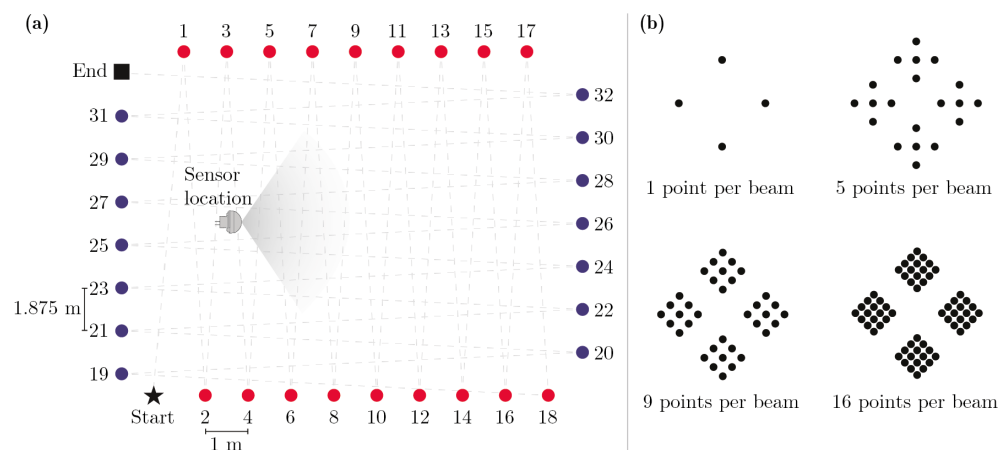 (a)
1 3 5 7 9 11 13 15 17
End
32
31
30
29
Sensor
location
28
27
26
25
24
23
1.875 m
22
21
20
19
Start
2 4 6 8 10 12 14 16 18
1 m
(b)
1 point per beam
5 points per beam
9 points per beam
16 points per beam